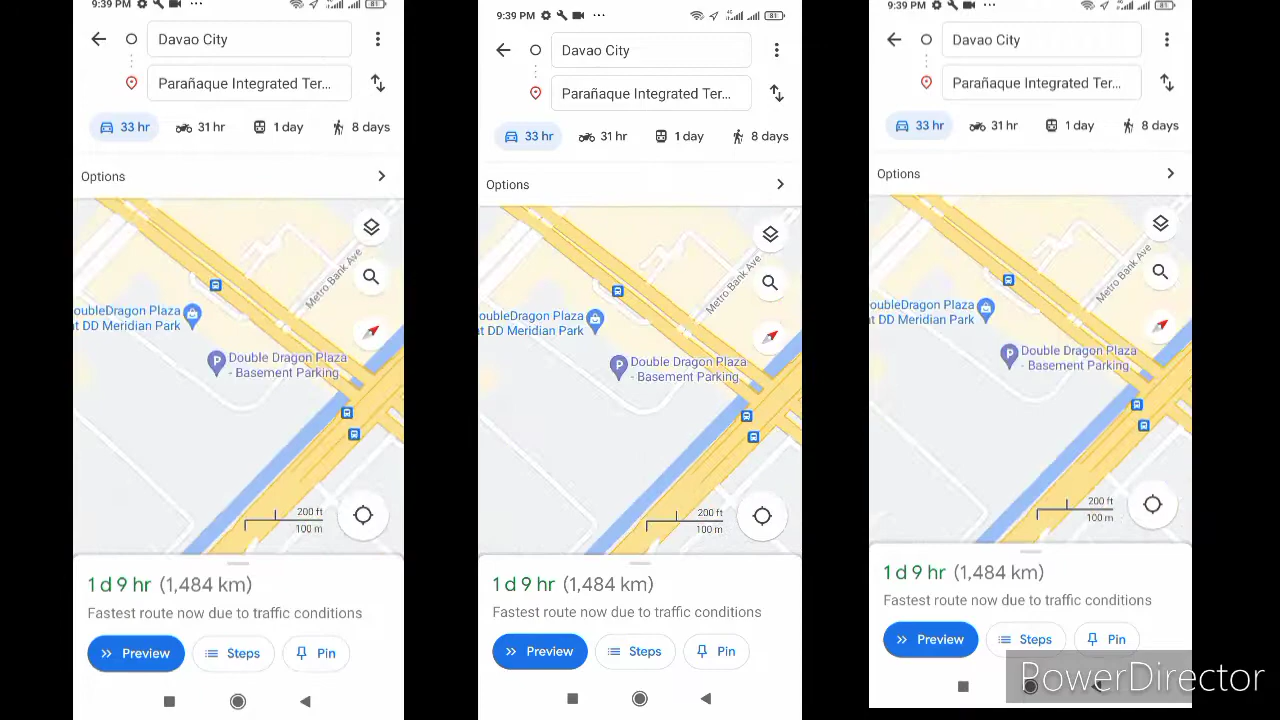 9:39 PM
81
Davao City
Parañaque Integrated Ter...
33 hr 31 hr 1 day 8 days
Options
Metro Bank Ave
oubleDragon Plaza
at DD Meridian Park
Double Dragon Plaza
- Basement Parking
200 ft
100 m
1 d 9 hr (1,484 km)
Fastest route now due to traffic conditions
Preview Steps Pin
9:39 PM
81
Davao City
Parañaque Integrated Ter...
33 hr 31 hr 1 day 8 days
Options
Metro Bank Ave
oubleDragon Plaza
at DD Meridian Park
Double Dragon Plaza
- Basement Parking
200 ft
100 m
1 d 9 hr (1,484 km)
Fastest route now due to traffic conditions
Preview Steps Pin
9:39 PM
81
Davao City
Parañaque Integrated Ter...
33 hr 31 hr 1 day 8 days
Options
Metro Bank Ave
oubleDragon Plaza
at DD Meridian Park
Double Dragon Plaza
- Basement Parking
200 ft
100 m
1 d 9 hr (1,484 km)
Fastest route now due to traffic conditions
Preview Steps Pin
PowerDirector